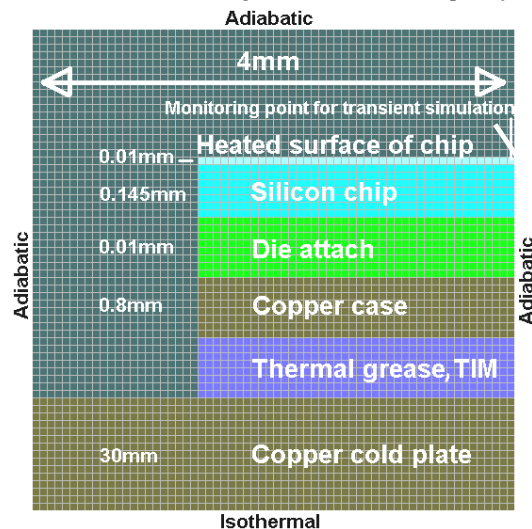 Adiabatic
4mm
Monitoring point for transient simulation
Heated surface of chip
0.01mm
0.145mm
Silicon chip
0.01mm
Die attach
Adiabatic
Adiabatic
0.8mm
Copper case
Thermal grease,TIM
30mm
Copper cold plate
Isothermal